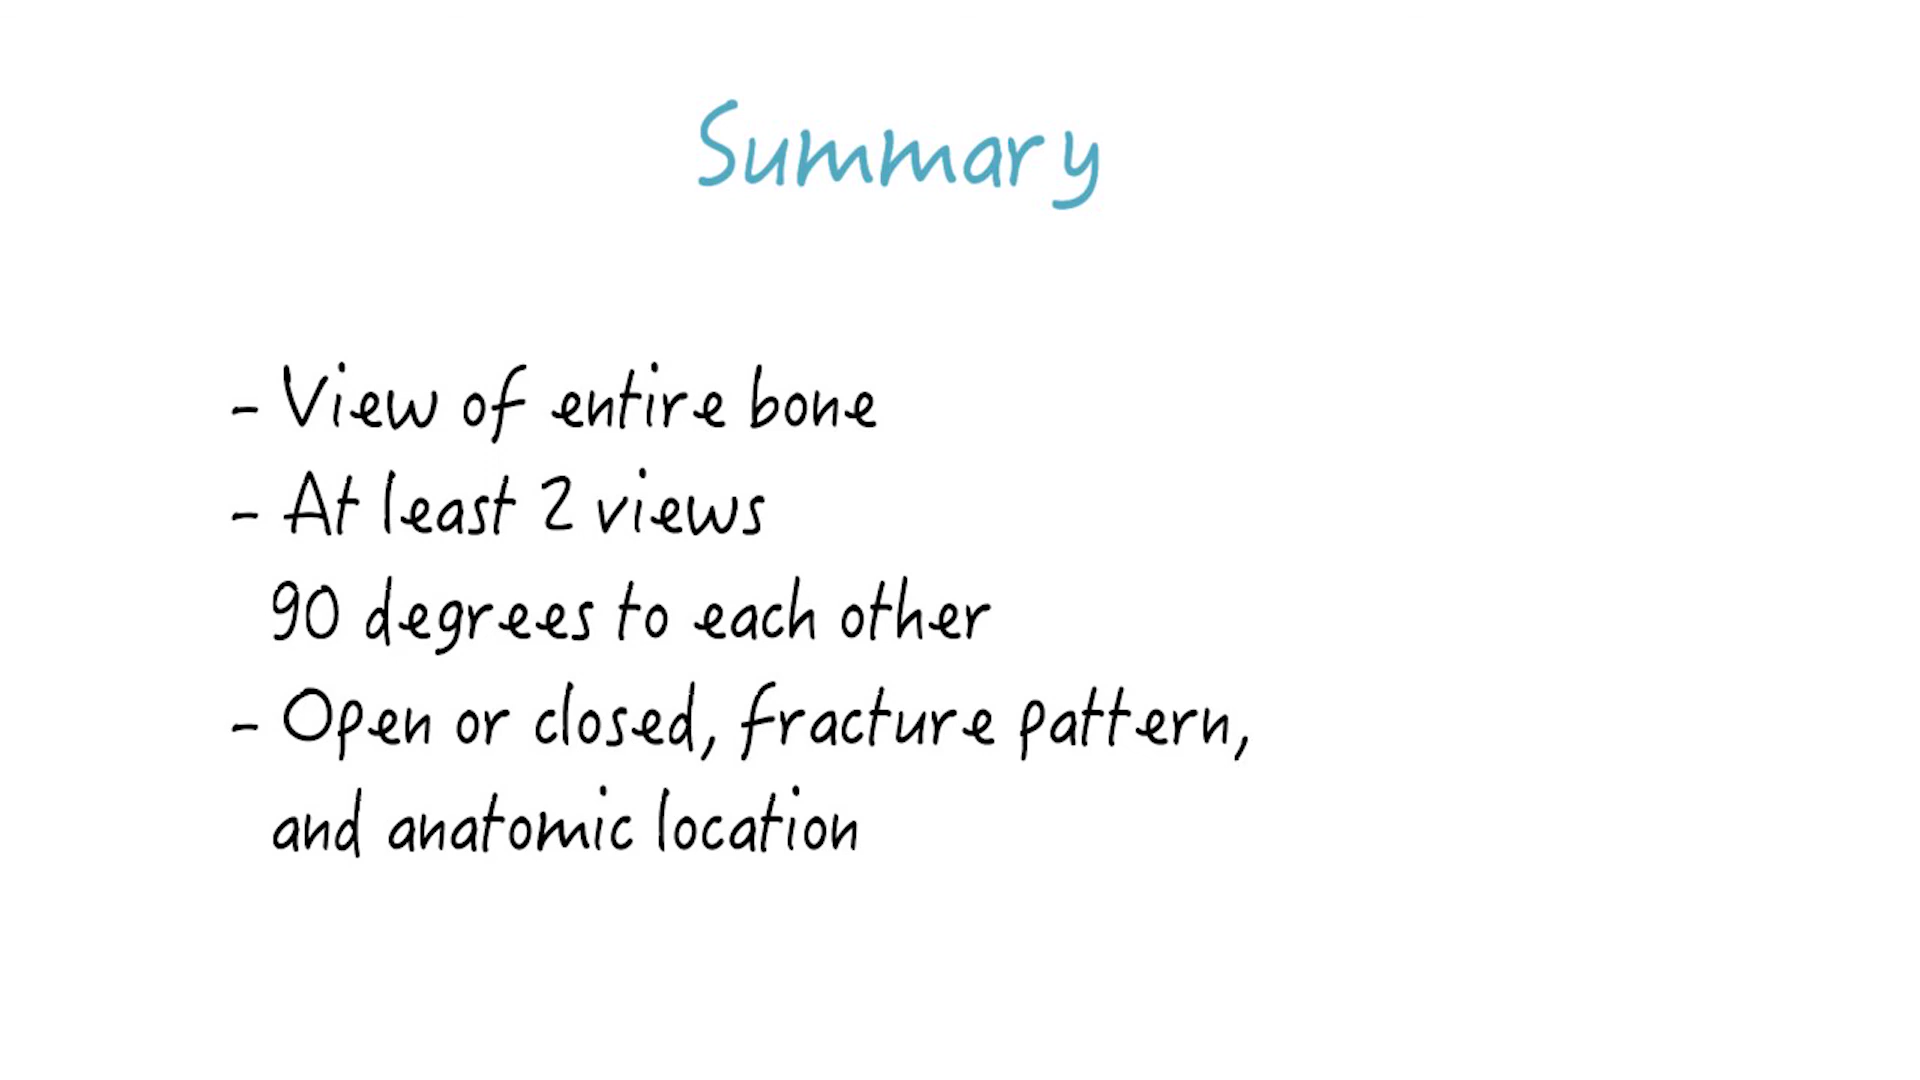 Summary
- View of entire bone
- At least 2 views
90 degrees to each other
- Open or closed, fracture pattern,
and anatomic location